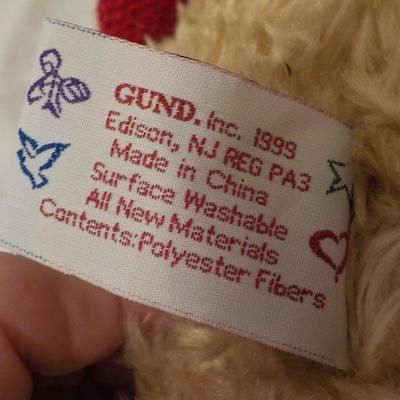 GUND. Inc. 1999
Edison, NJ REG PA3
Made in China
Surface Washable
All New Materials
Contents:Polyester Fibers